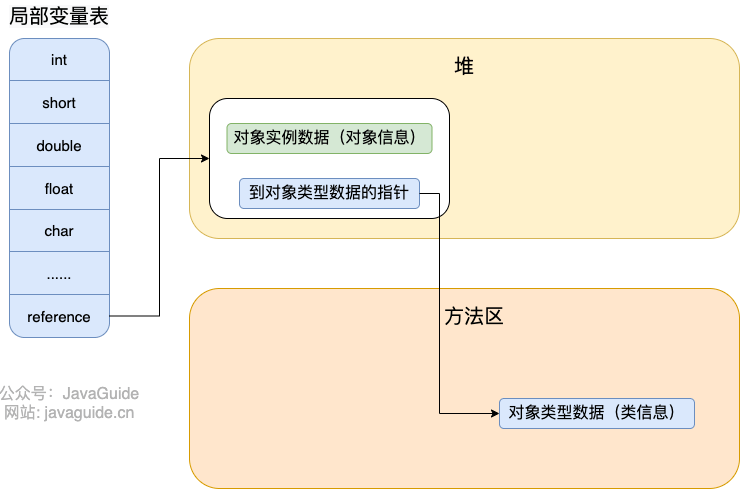 局部变量表
int
short
double
float
char
......
reference
堆
对象实例数据（对象信息）
到对象类型数据的指针
方法区
对象类型数据（类信息）
公众号：JavaGuide
网站: javaguide.cn